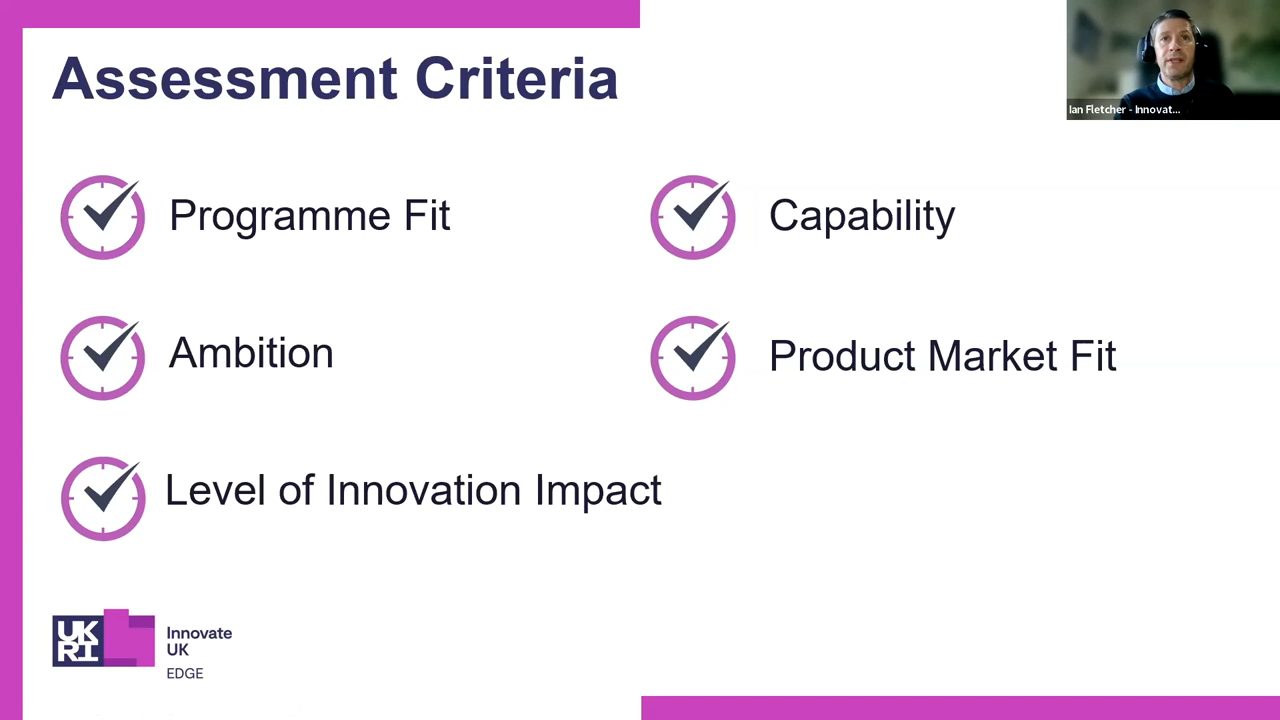 Assessment Criteria
Ian Fletcher - Innovat...
Programme Fit
Capability
Ambition
Product Market Fit
Level of Innovation Impact
UK
RI
Innovate
UK
EDGE